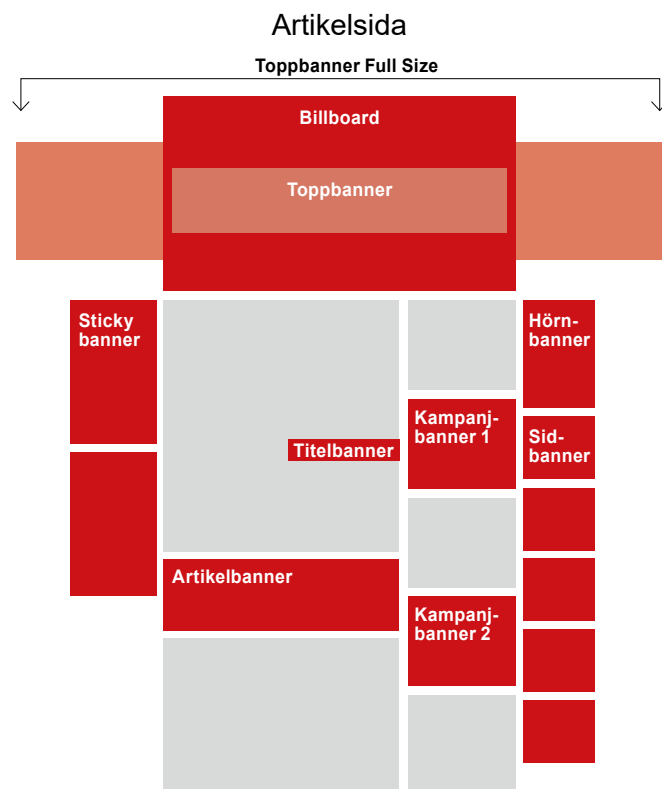 Artikelsida
Toppbanner Full Size
Billboard
Toppbanner
Sticky
banner
Hörn-
banner
Kampanj-
banner 1
Titelbanner
Sid-
banner
Artikelbanner
Kampanj-
banner 2